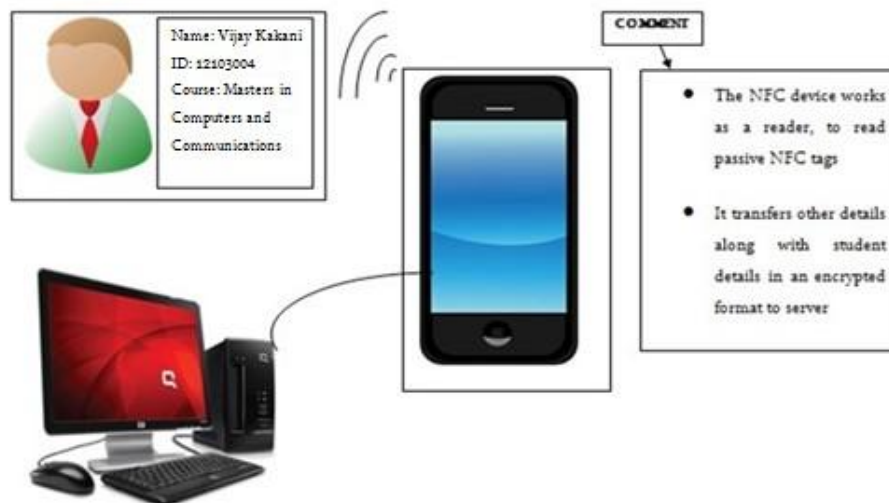 Name: Vijay Kakani
ID: 12103004
Course: Masters in
Computers and
Communications
COMMENT
The NFC device works
as a reader, to read
passive NFC tags
It transfers other details
along with student
details in an encrypted
format to server